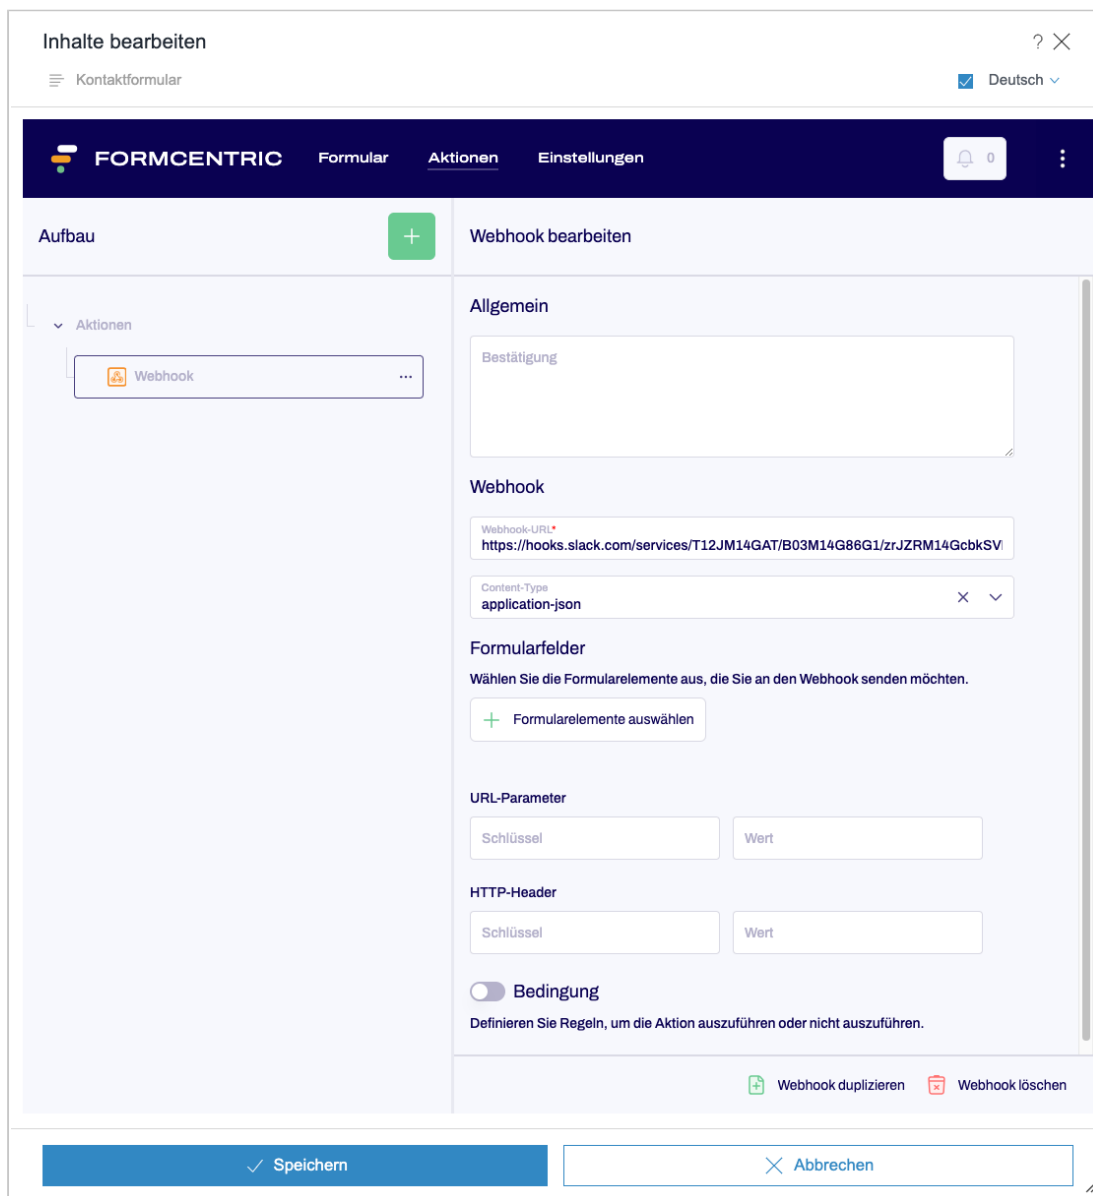 Inhalte bearbeiten
?
Kontaktformular
Deutsch
FORMCENTRIC
Formular
Aktionen
Einstellungen
0
Aufbau
Webhook bearbeiten
Aktionen
Webhook
Allgemein
Bestätigung
Webhook
Webhook-URL*
https://hooks.slack.com/services/T12JM14GAT/B03M14G86G1/zrJZRM14GcbkSV
Content-Type
application-json
Formularfelder
Wählen Sie die Formularelemente aus, die Sie an den Webhook senden möchten.
Formularelemente auswählen
URL-Parameter
Schlüssel
Wert
HTTP-Header
Schlüssel
Wert
Bedingung
Definieren Sie Regeln, um die Aktion auszuführen oder nicht auszuführen.
Webhook duplizieren
Webhook löschen
Speichern
Abbrechen